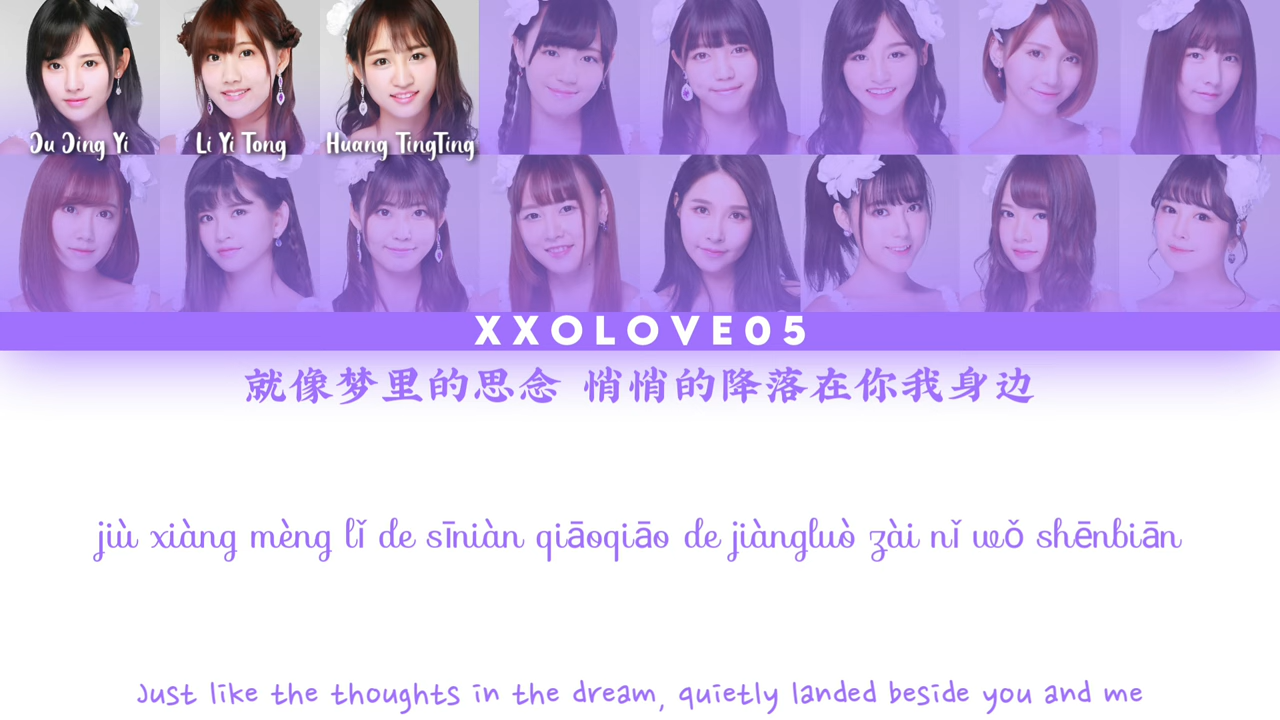 Ju Jing Yi
Li Yi Tong
Huang TingTing
XXOLOVE05
就像梦里的思念 悄悄的降落在你我身边
jiù xiàng mèng lǐ de sīniàn qiāoqiāo de jiàngluò zài nǐ wǒ shēnbiān
Just like the thoughts in the dream, quietly landed beside you and me